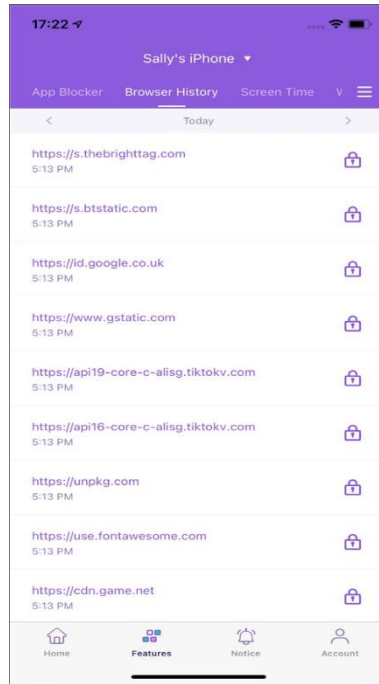 17:22
Sally's iPhone
App Blocker Browser History Screen Time V
Today
https://s.thebrighttag.com
5:13 PM
https://s.btstatic.com
5:13 PM
https://id.google.co.uk
5:13 PM
https://www.gstatic.com
5:13 PM
https://api19-core-c-alisg.tiktokv.com
5:13 PM
https://api16-core-c-alisg.tiktokv.com
5:13 PM
https://unpkg.com
5:13 PM
https://use.fontawesome.com
5:13 PM
https://cdn.game.net
5:13 PM
Home Features Notice Account